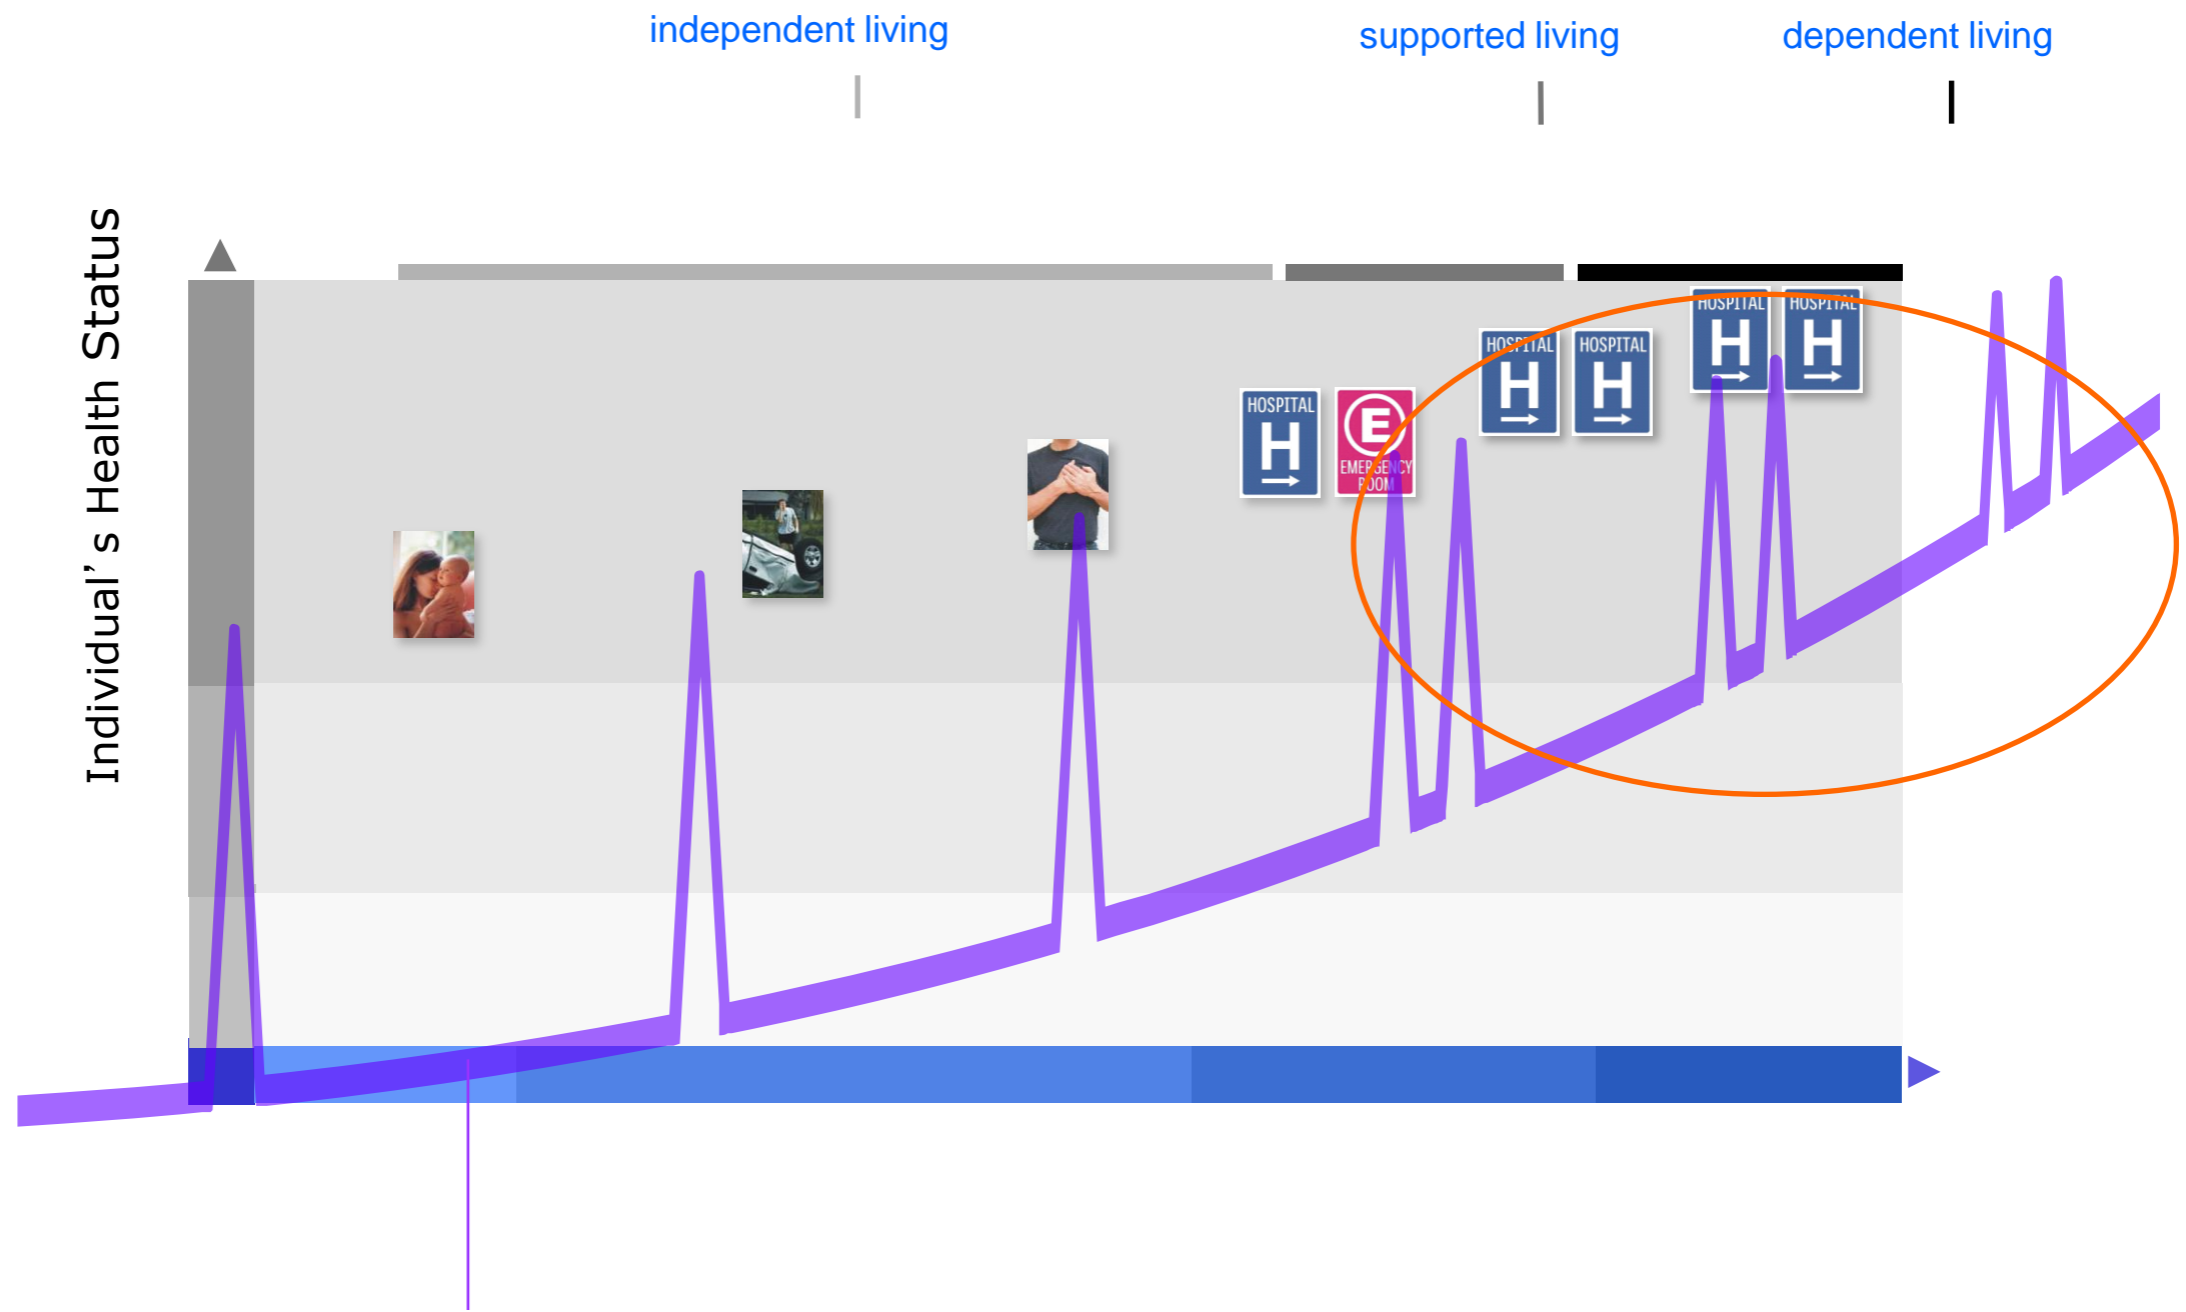 independent living
supported living
dependent living
Individual’s Health Status
HOSPITAL
H
HOSPITAL
H
HOSPITAL
H
HOSPITAL
H
HOSPITAL
H
E
EMERGENCY
ROOM